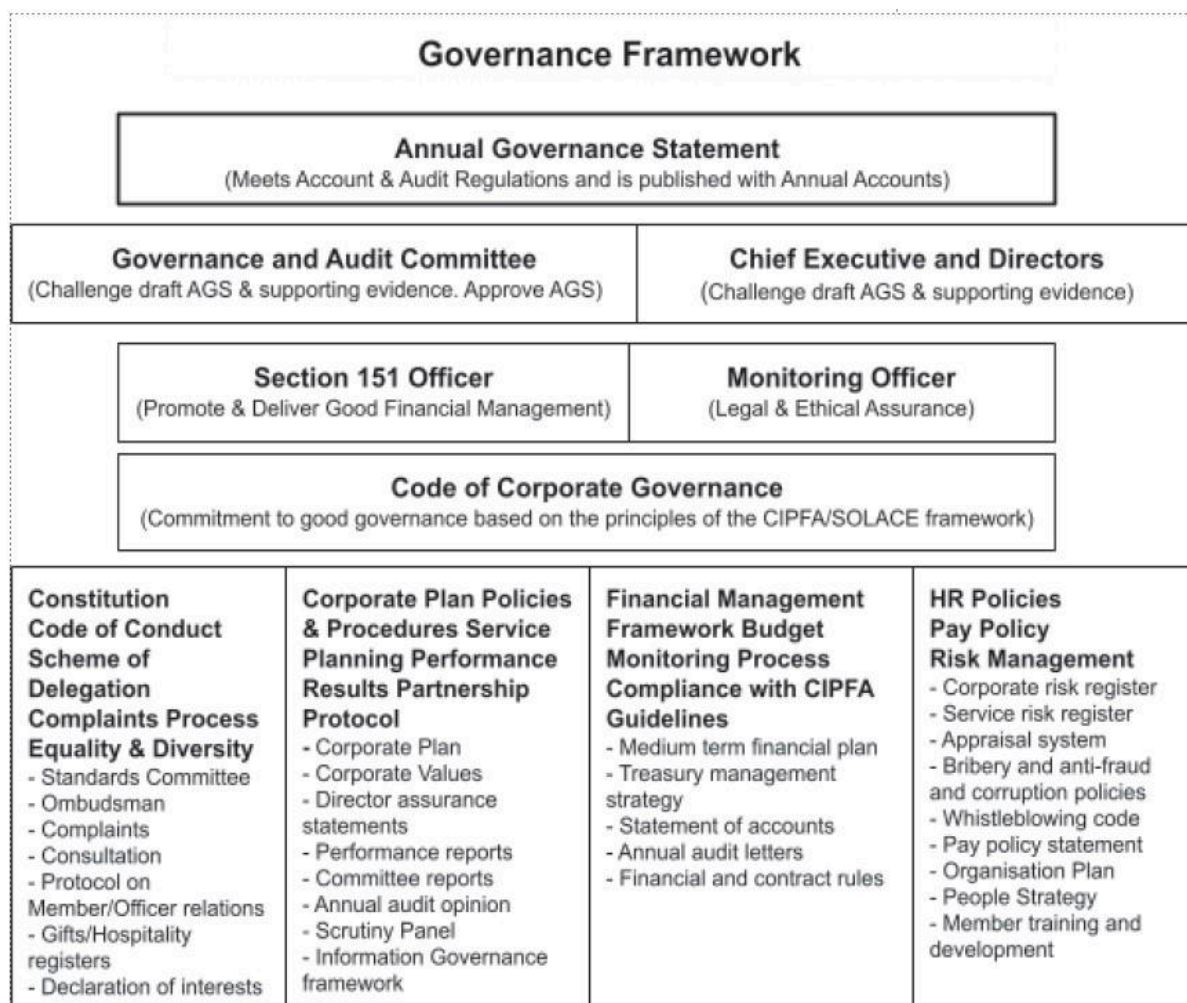 Governance Framework
Annual Governance Statement
(Meets Account & Audit Regulations and is published with Annual Accounts)
Governance and Audit Committee
(Challenge draft AGS & supporting evidence. Approve AGS)
Chief Executive and Directors
(Challenge draft AGS & supporting evidence)
Section 151 Officer
(Promote & Deliver Good Financial Management)
Monitoring Officer
(Legal & Ethical Assurance)
Code of Corporate Governance
(Commitment to good governance based on the principles of the CIPFA/SOLACE framework)
Constitution
Code of Conduct
Scheme of
Delegation
Complaints Process
Equality & Diversity
- Standards Committee
- Ombudsman
- Complaints
- Consultation
- Protocol on
Member/Officer relations
- Gifts/Hospitality
registers
- Declaration of interests
Corporate Plan Policies
& Procedures Service
Planning Performance
Results Partnership
Protocol
- Corporate Plan
- Corporate Values
- Director assurance
statements
- Performance reports
- Committee reports
- Annual audit opinion
- Scrutiny Panel
- Information Governance
framework
Financial Management
Framework Budget
Monitoring Process
Compliance with CIPFA
Guidelines
- Medium term financial plan
- Treasury management
strategy
- Statement of accounts
- Annual audit letters
- Financial and contract rules
HR Policies
Pay Policy
Risk Management
- Corporate risk register
- Service risk register
- Appraisal system
- Bribery and anti-fraud
and corruption policies
- Whistleblowing code
- Pay policy statement
- Organisation Plan
- People Strategy
- Member training and
development